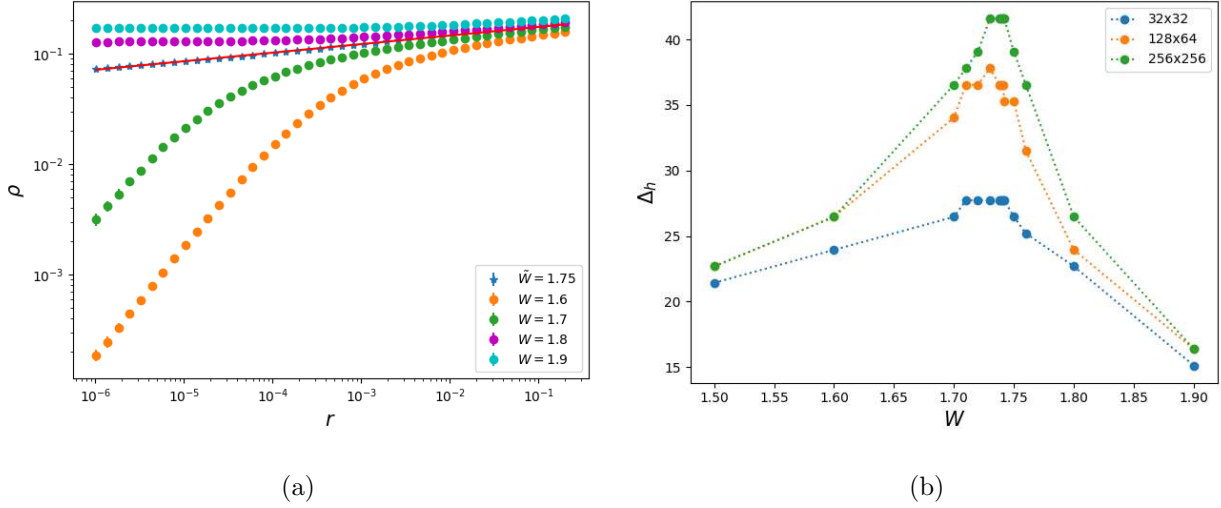 10⁻¹
10⁻²
10⁻³
ρ
10⁻⁶ 10⁻⁵ 10⁻⁴ 10⁻³ 10⁻² 10⁻¹
r
W̃ = 1.75
W = 1.6
W = 1.7
W = 1.8
W = 1.9
(a)
40
35
30
25
20
15
Δₕ
1.50 1.55 1.60 1.65 1.70 1.75 1.80 1.85 1.90
W
32x32
128x64
256x256
(b)